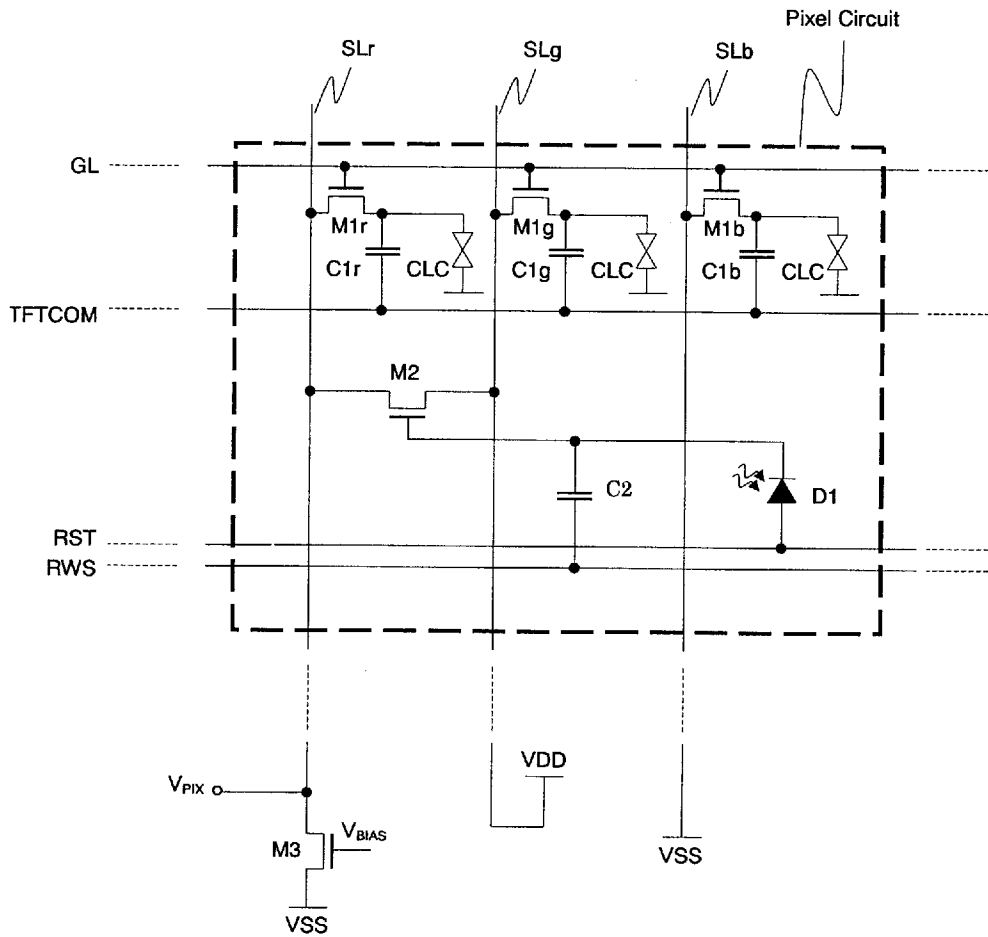 Pixel Circuit
SLr
SLg
SLb
GL
M1r
M1g
M1b
C1r
CLC
C1g
CLC
C1b
CLC
TFTCOM
M2
C2
D1
RST
RWS
VDD
VPIX
VBIAS
M3
VSS
VSS